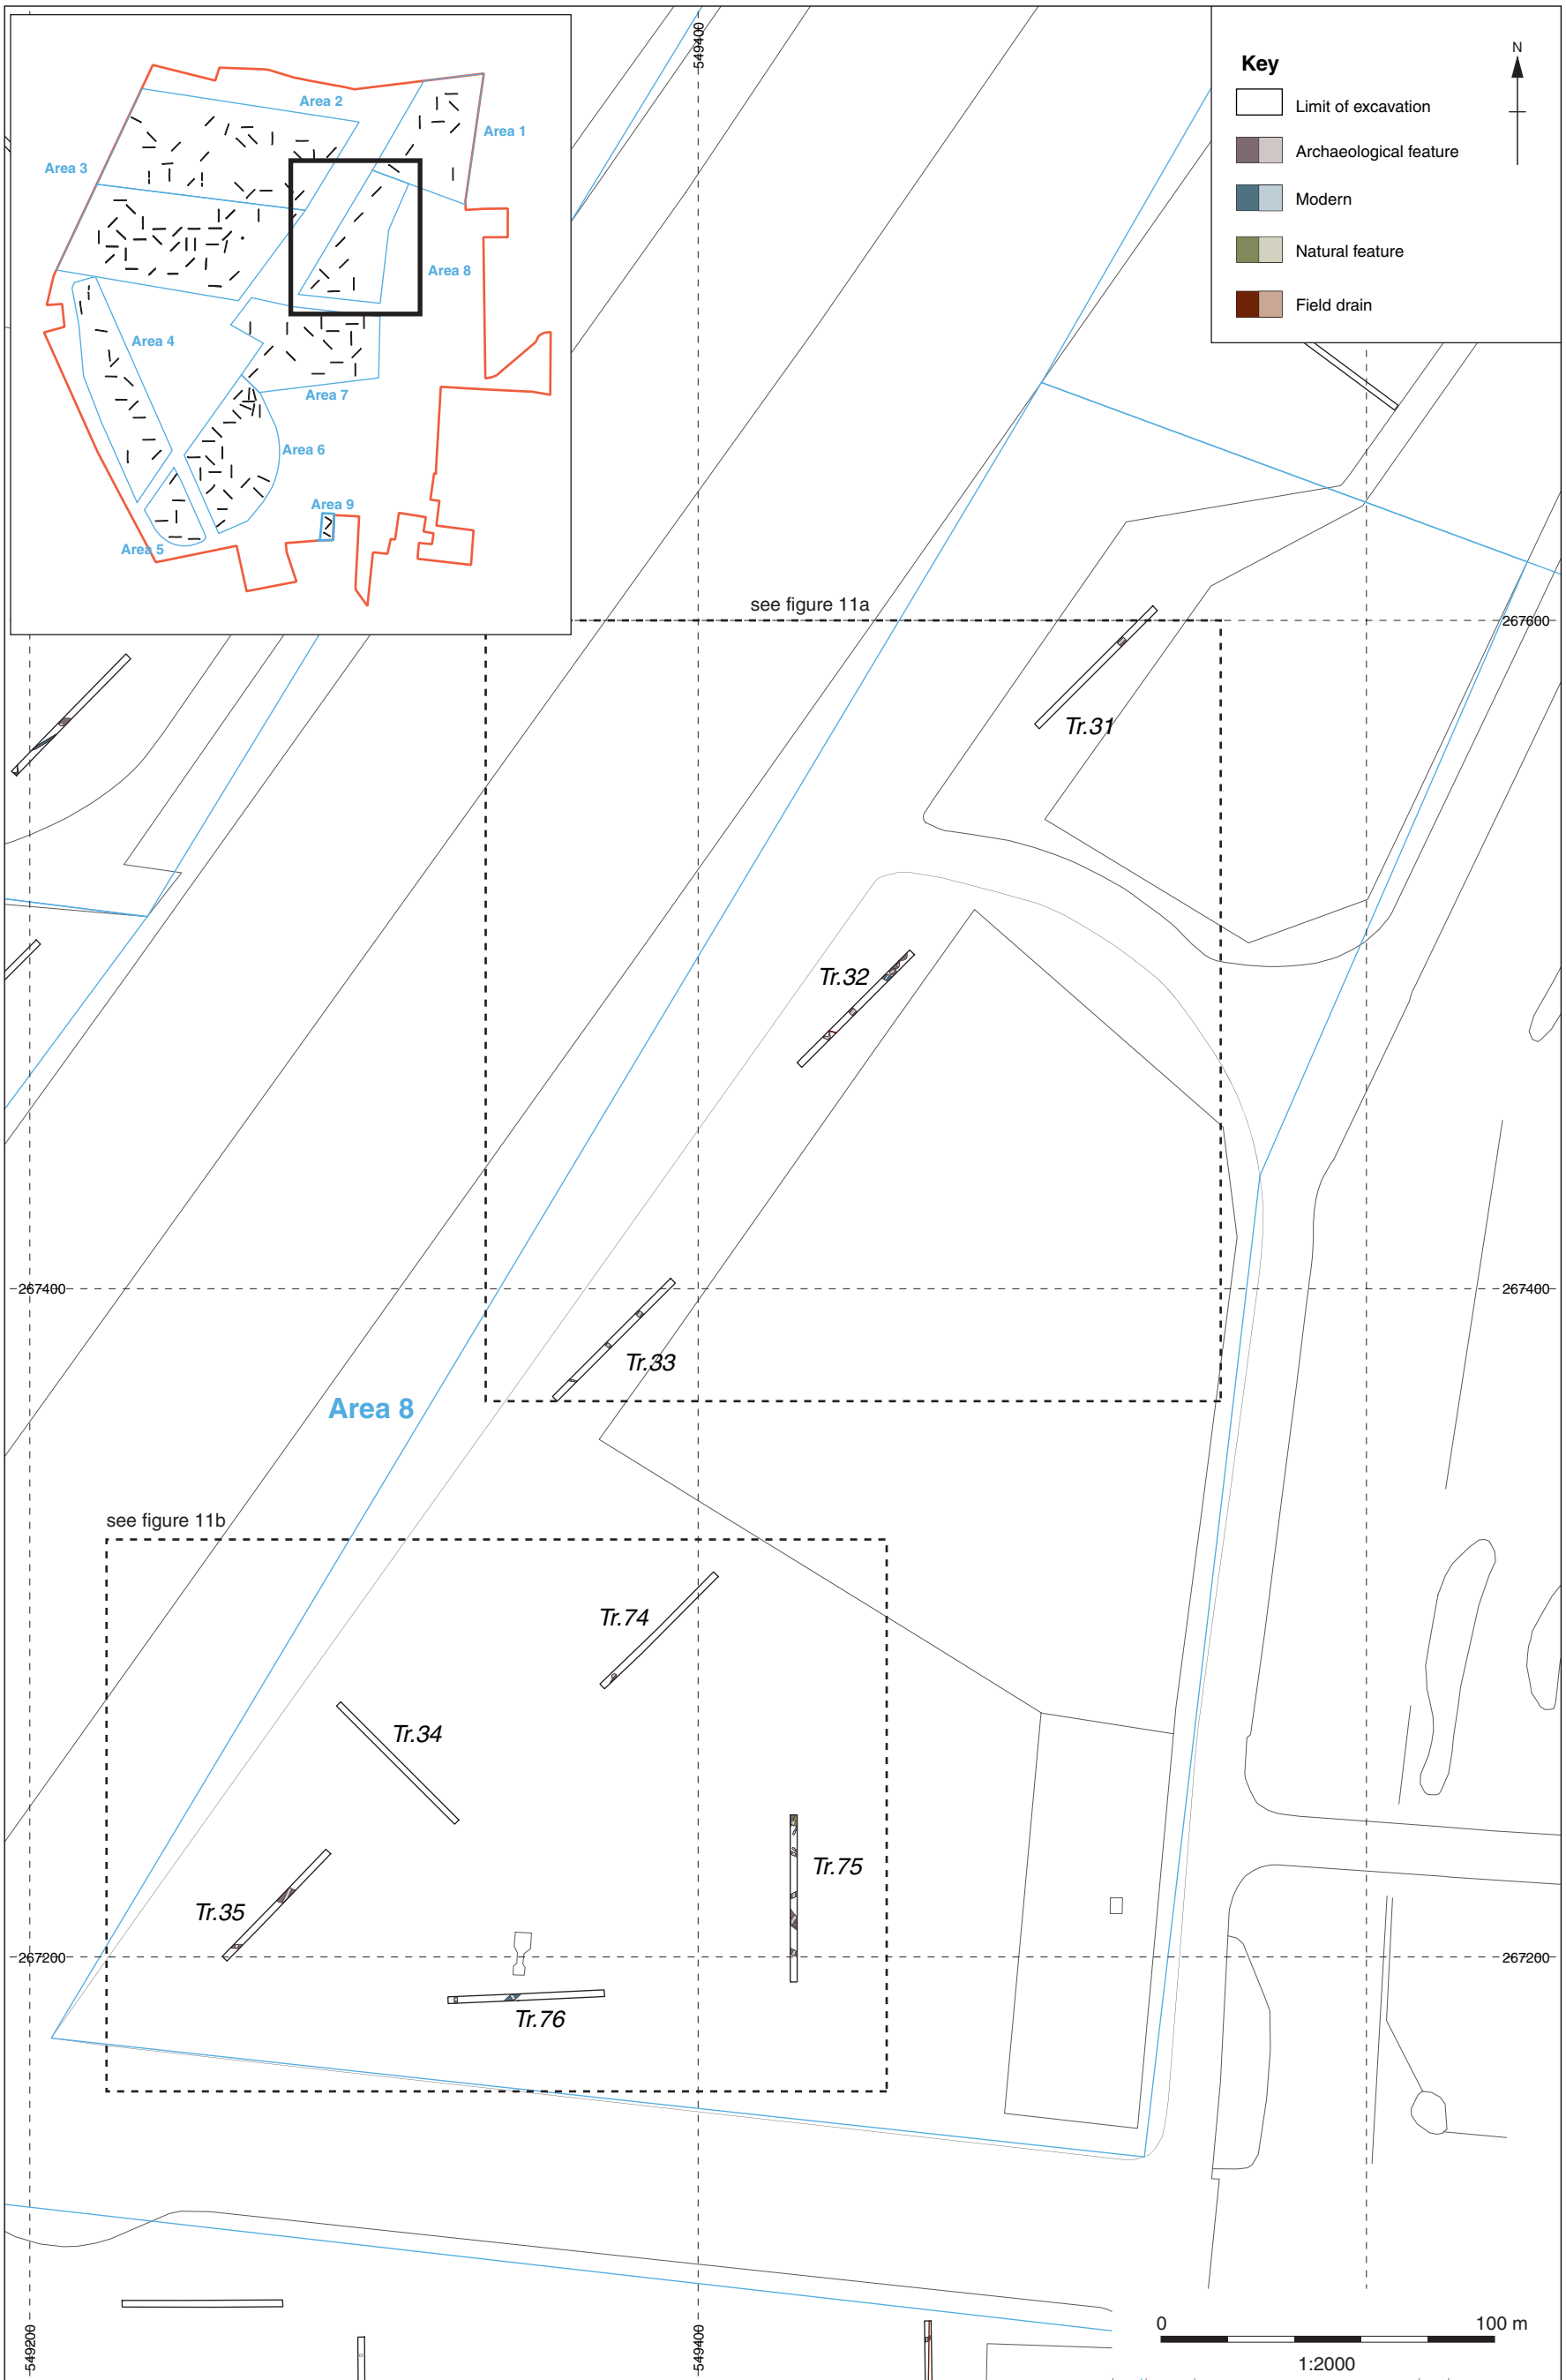 549400
Area 2
Area 1
Area 3
Area 8
Area 4
Area 7
Area 6
Area 9
Area 5
Key
N
Limit of excavation
Archaeological feature
Modern
Natural feature
Field drain
see figure 11a
267600
Tr.31
Tr.32
267400
267400
Tr.33
Area 8
see figure 11b
Tr.74
Tr.34
Tr.75
Tr.35
267200
267200
Tr.76
549200
549400
0 100 m
1:2000